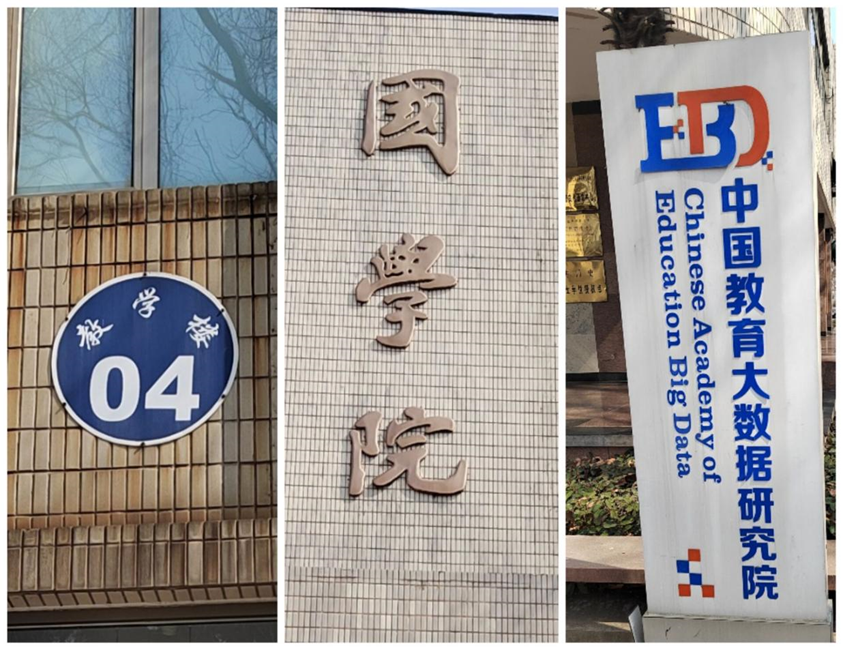 教学楼
04
國學院
EBD
中国教育大数据研究院
Chinese Academy of
Education Big Data